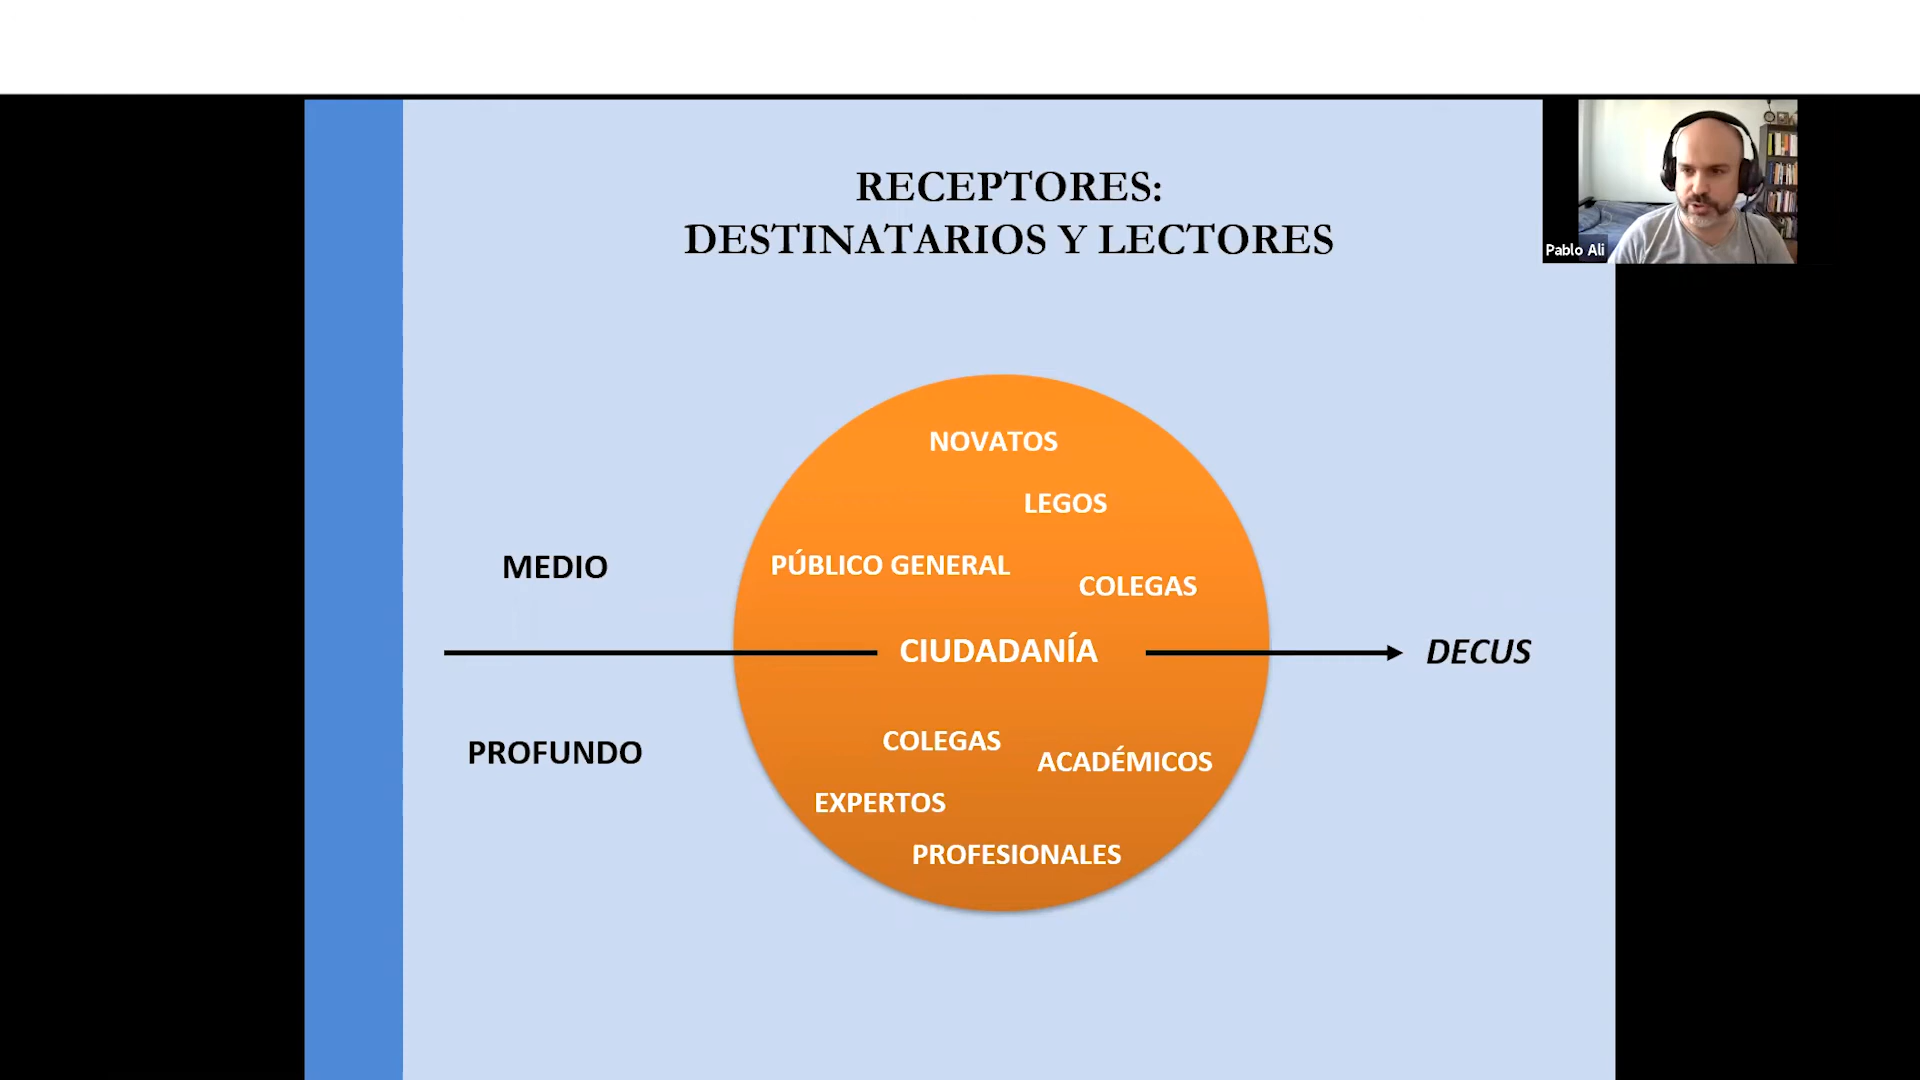 RECEPTORES:
DESTINATARIOS Y LECTORES
Pablo Ali
NOVATOS
LEGOS
MEDIO
PÚBLICO GENERAL
COLEGAS
CIUDADANÍA
DECUS
PROFUNDO
COLEGAS
ACADÉMICOS
EXPERTOS
PROFESIONALES